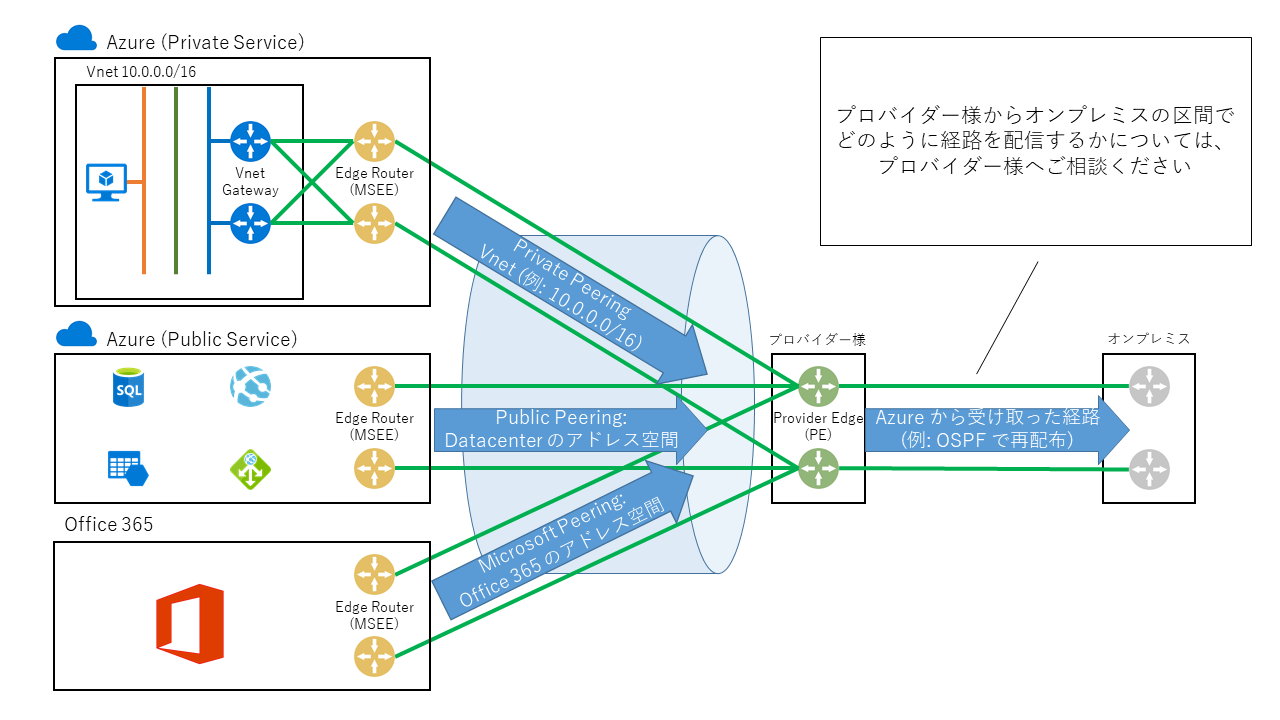 Azure (Private Service)
Vnet 10.0.0.0/16
Vnet
Gateway
Edge Router
(MSEE)
プロバイダー様からオンプレミスの区間で
どのように経路を配信するかについては、
プロバイダー様へご相談ください
Private Peering
Vnet (例: 10.0.0.0/16)
Azure (Public Service)
SQL
Edge Router
(MSEE)
Public Peering:
Datacenter のアドレス空間
プロバイダー様
Provider Edge
(PE)
Azure から受け取った経路
(例: OSPF で再配布)
オンプレミス
Office 365
Edge Router
(MSEE)
Microsoft Peering:
Office 365 のアドレス空間